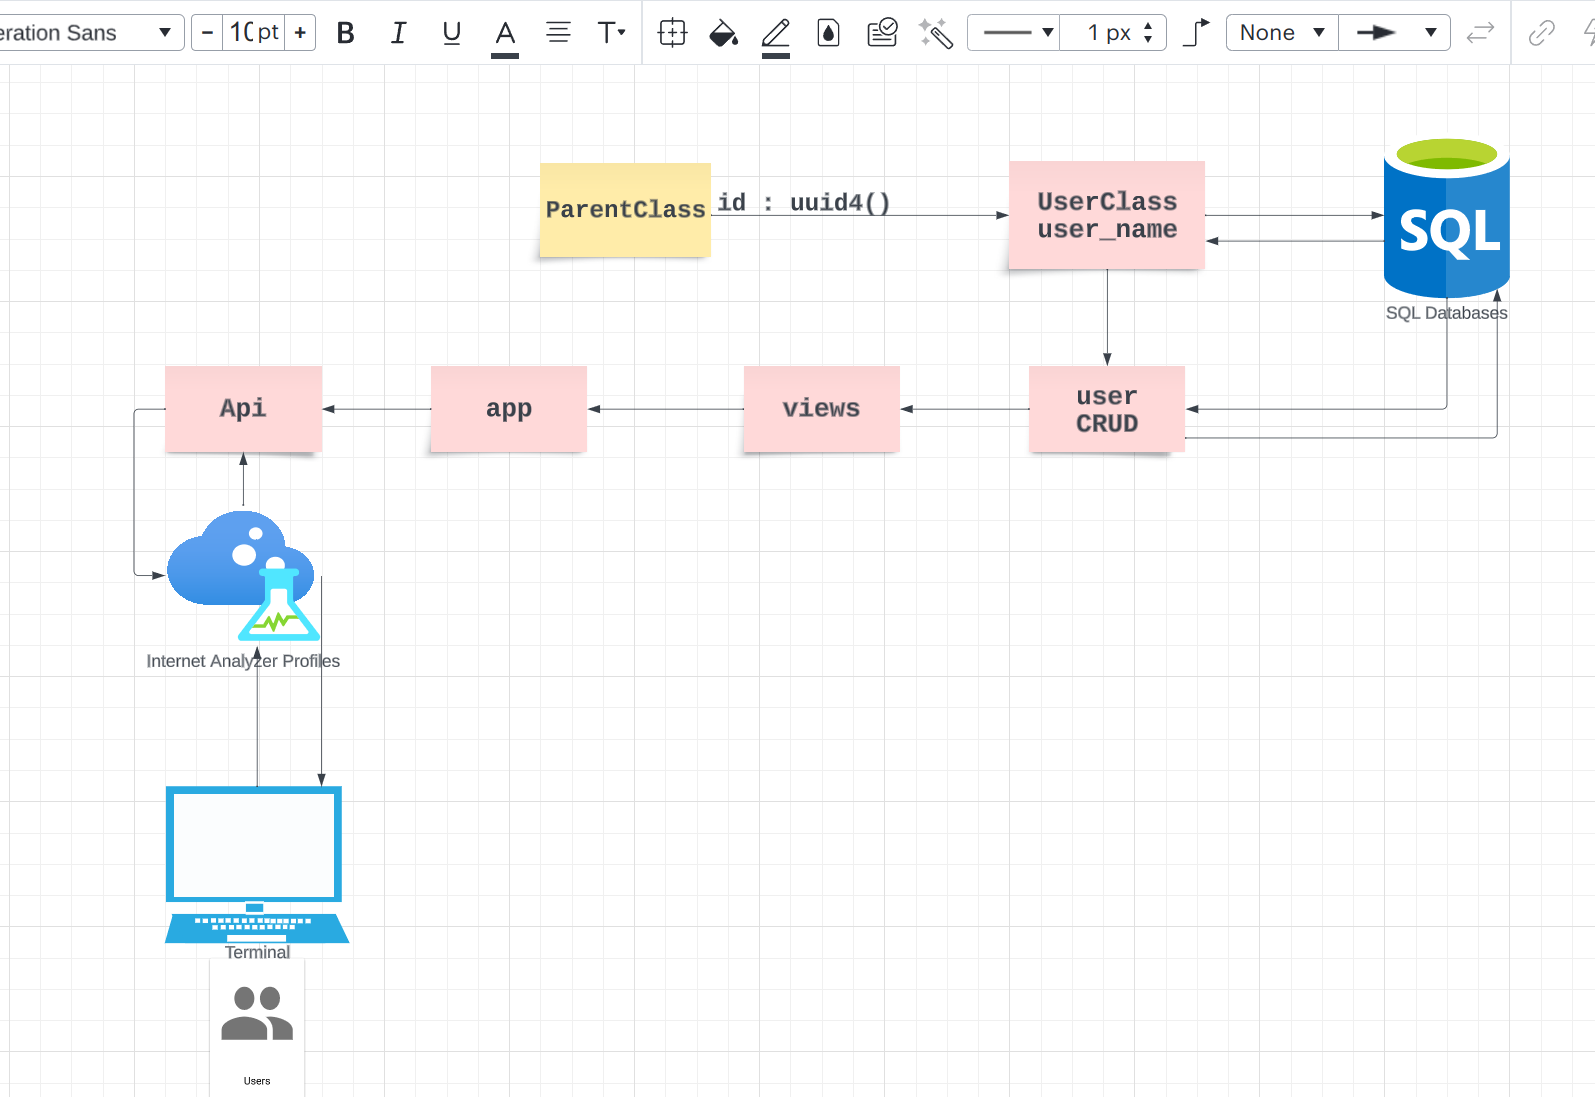 eration Sans
10 pt
B I U A T
1 px
None
ParentClass
id : uuid4()
UserClass
user_name
SQL
SQL Databases
Api
app
views
user
CRUD
Internet Analyzer Profiles
Terminal
Users